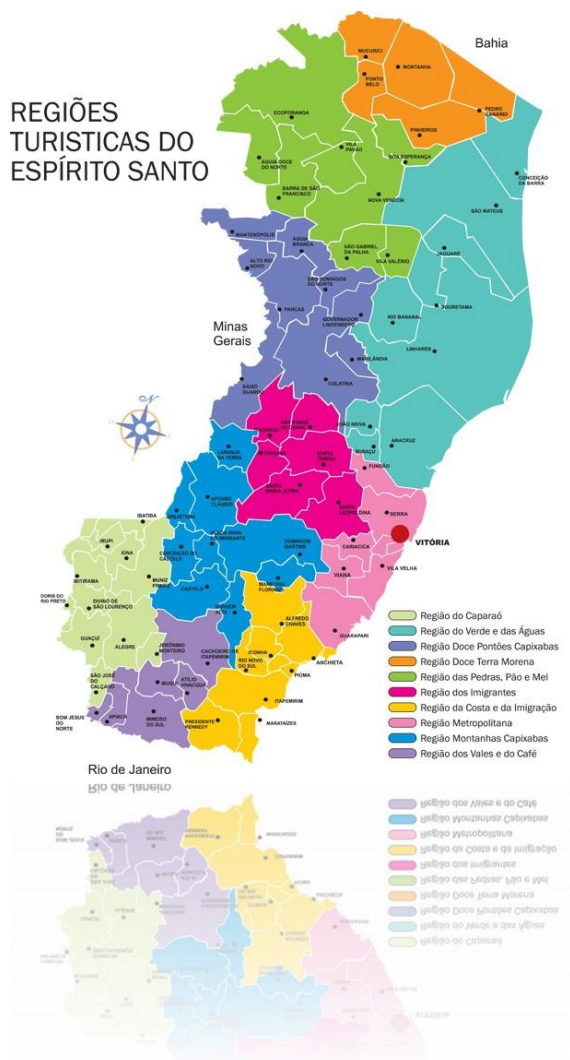 REGIÕES
TURISTICAS DO
ESPÍRITO SANTO
Bahia
MUCURICI
MONTANHA
PONTO
BELO
PEDRO
CANÁRIO
PINHEIROS
ECOPORANGA
VILA
PAVÃO
BOA ESPERANÇA
ÁGUA DOCE
DO NORTE
CONCEIÇÃO
DA BARRA
BARRA DE SÃO
FRANCISCO
NOVA VENECIA
SÃO MATEUS
MANTENÓPOLIS
ÁGUIA
BRANCA
SÃO GABRIEL
DA PALHA
VILA VALÉRIO
JAGUARÉ
ALTO RIO
NOVO
SÃO DOMINGOS
DO NORTE
SOORETAMA
PANCAS
GOVERNADOR
LINDENBERG
RIO BANANAL
Minas
Gerais
LINHARES
MARILÂNDIA
BAIXO
GUANDU
COLATINA
N
ITAGUAÇU
SÃO ROQUE
DO CANAÃ
JOÃO NEIVA
LARANJA
DA TERRA
ITARANA
SANTA
TERESA
IBIRAÇU
ARACRUZ
FUNDÃO
SANTA
MARIA JETIBÁ
AFONSO
CLÁUDIO
SANTA
LEOPOLDINA
SERRA
IBATIBA
BREJETUBA
VITÓRIA
IRUPI
IÚNA
CONCEIÇÃO DO
CASTELO
VENDA NOVA
DO IMIGRANTE
DOMINGOS
MARTINS
CARIACICA
VIANA
VILA VELHA
IBITIRAMA
MUNIZ
FREIRE
CASTELO
MARECHAL
FLORIANO
DORIS DO
RIO PRETO
DIVINO DE
SÃO LOURENÇO
VARGEM
ALTA
ALFREDO
CHAVES
GUARAPARI
GUAÇUÍ
ALEGRE
JERÔNIMO
MONTEIRO
CACHOEIRO DE
ITAPEMIRIM
ICONHA
RIO NOVO
DO SUL
ANCHIETA
PIÚMA
SÃO JOSÉ
DO
CALÇADO
MUQUI
ATÍLIO
VIVACQUA
ITAPEMIRIM
BOM JESUS
DO
NORTE
APIACA
MIMOSO
DO SUL
PRESIDENTE
KENNEDY
MARATAIZES
Rio de Janeiro
Região do Caparaó
Região do Verde e das Águas
Região Doce Pontões Capixabas
Região Doce Terra Morena
Região das Pedras, Pão e Mel
Região dos Imigrantes
Região da Costa e da Imigração
Região Metropolitana
Região Montanhas Capixabas
Região dos Vales e do Café